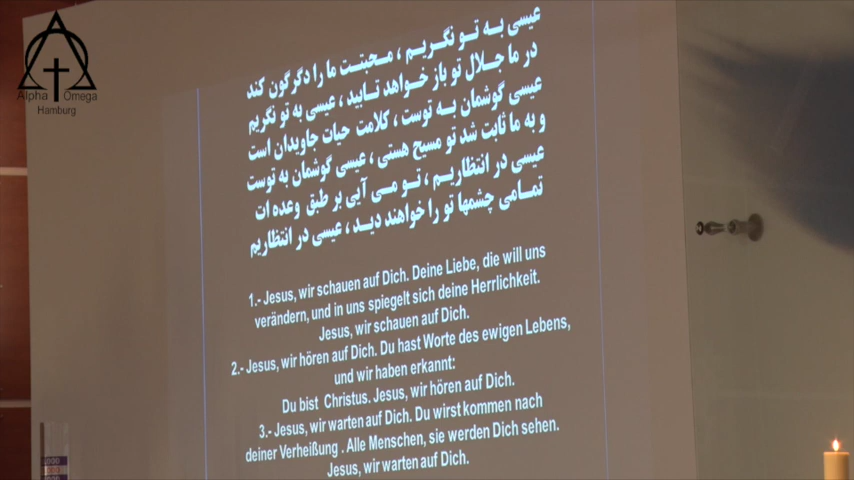 Alpha Omega
Hamburg
عیسی به تو نگریم ، محبتت ما را دگرگون کند
در ما جلال تو باز خواهد تابید ، عیسی به تو نگریم
عیسی گوشمان به توست ، کلامت حیات جاویدان است
و به ما ثابت شد تو مسیح هستی ، عیسی گوشمان به توست
عیسی در انتظاریم ، تو می آیی بر طبق وعده ات
تمامی چشمها تو را خواهند دید ، عیسی در انتظاریم
1.- Jesus, wir schauen auf Dich. Deine Liebe, die will uns
verändern, und in uns spiegelt sich deine Herrlichkeit.
Jesus, wir schauen auf Dich.
2.- Jesus, wir hören auf Dich. Du hast Worte des ewigen Lebens,
und wir haben erkannt:
Du bist Christus. Jesus, wir hören auf Dich.
3.- Jesus, wir warten auf Dich. Du wirst kommen nach
deiner Verheißung . Alle Menschen, sie werden Dich sehen.
Jesus, wir warten auf Dich.